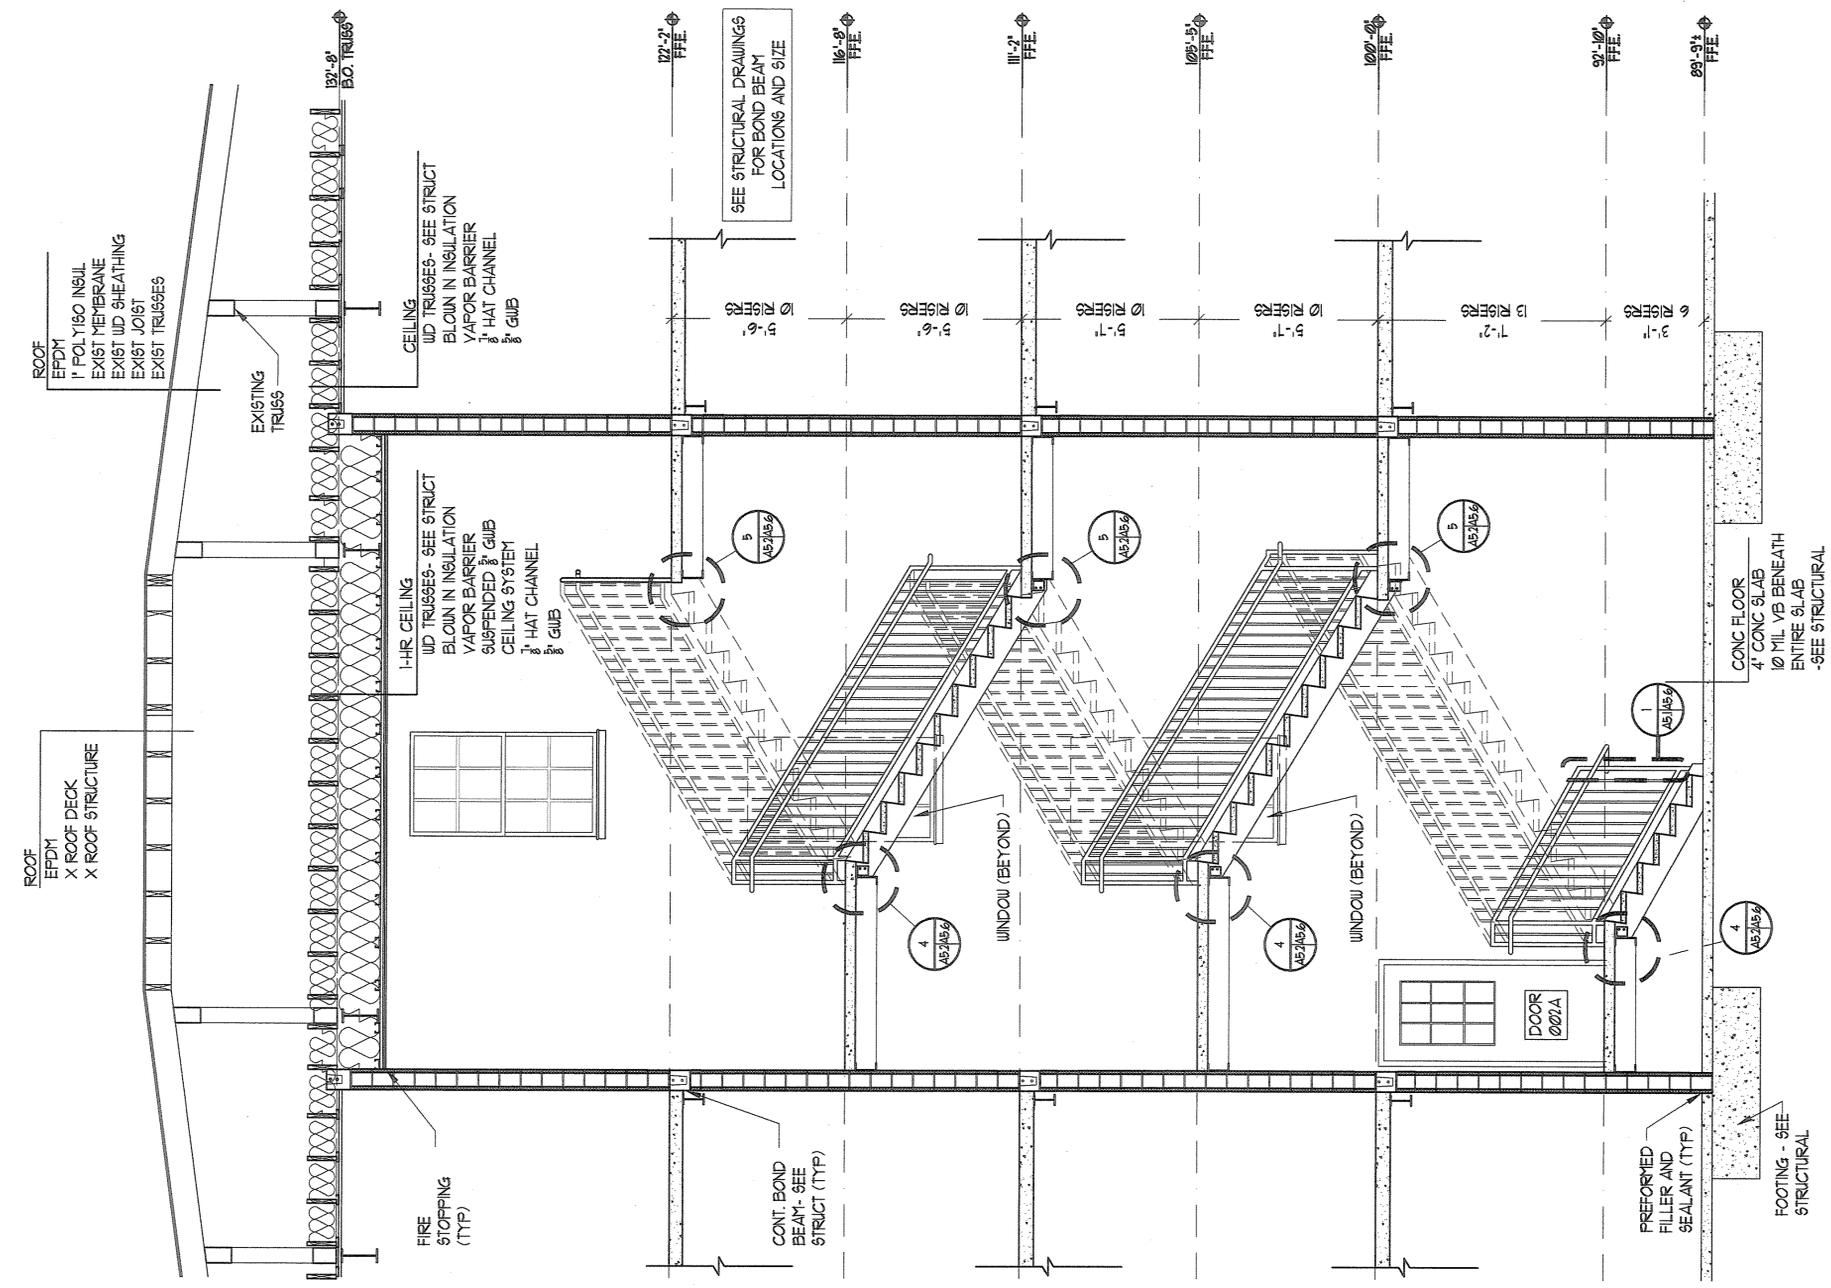 ROOF
EPDM
X ROOF DECK
X ROOF STRUCTURE
ROOF
EPDM
1" POLYISO INSUL
EXIST MEMBRANE
EXIST WD SHEATHING
EXIST JOIST
EXIST TRUSSES
EXISTING
TRUSS
132'-8"
B.O. TRUSS
CEILING
WD TRUSSES- SEE STRUCT
BLOWN IN INSULATION
VAPOR BARRIER
7/8" HAT CHANNEL
5/8" GWB
1-HR CEILING
WD TRUSSES- SEE STRUCT
BLOWN IN INSULATION
VAPOR BARRIER
SUSPENDED 5/8" GWB
CEILING SYSTEM
7/8" HAT CHANNEL
5/8" GWB
FIRE
STOPPING
(TYP)
122'-2"
F.F.E.
SEE STRUCTURAL DRAWINGS
FOR BOND BEAM
LOCATIONS AND SIZE
5'-6"
10 RISERS
5
A5.2 A5.6
CONT. BOND
BEAM- SEE
STRUCT (TYP)
116'-8"
F.F.E.
5'-6"
10 RISERS
4
A5.2 A5.6
WINDOW (BEYOND)
111'-2"
F.F.E.
5'-7"
10 RISERS
5
A5.2 A5.6
105'-5"
F.F.E.
5'-7"
10 RISERS
4
A5.2 A5.6
WINDOW (BEYOND)
100'-0"
F.F.E.
7'-2"
13 RISERS
5
A5.2 A5.6
DOOR
002A
92'-10"
F.F.E.
3'-1"
6 RISERS
1
A5.1 A5.6
4
A5.2 A5.6
89'-9"±
F.F.E.
CONC FLOOR
4" CONC SLAB
10 MIL VB BENEATH
ENTIRE SLAB
-SEE STRUCTURAL
PREFORMED
FILLER AND
SEALANT (TYP)
FOOTING - SEE
STRUCTURAL